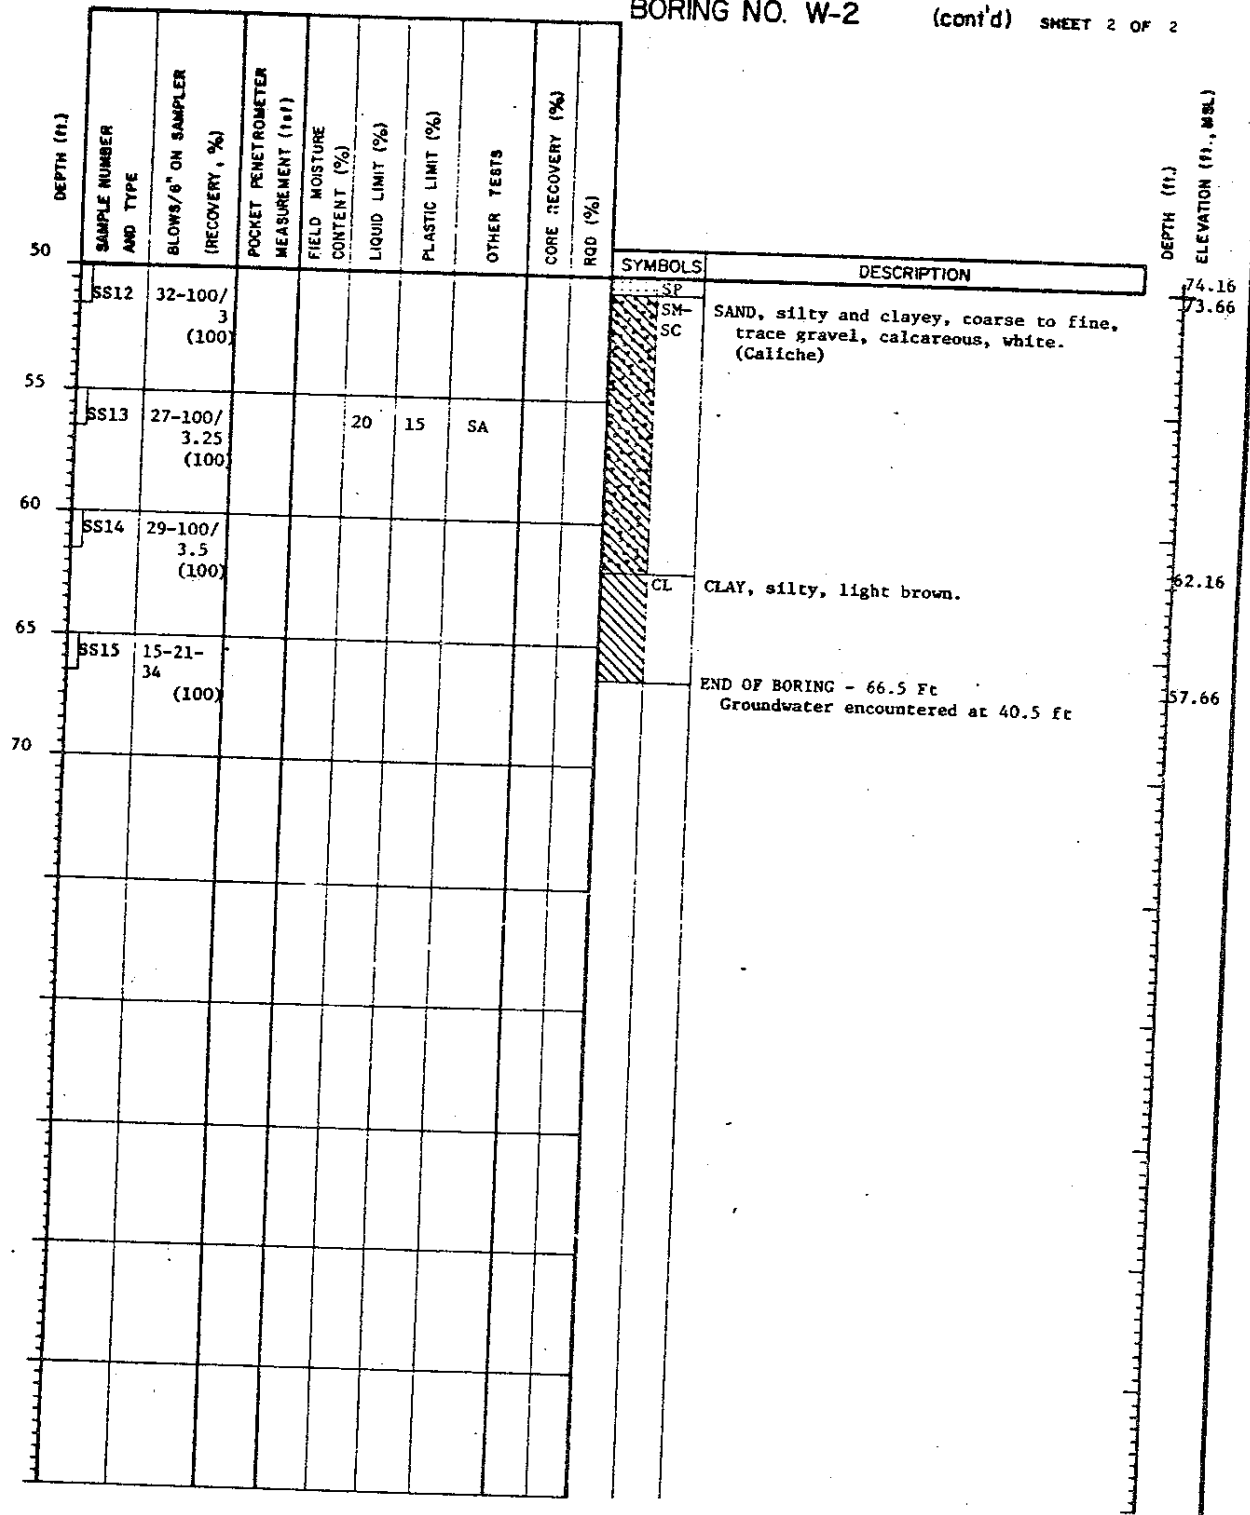 BORING NO. W-2 (cont'd) SHEET 2 OF 2
DEPTH (ft.)
SAMPLE NUMBER
AND TYPE
BLOWS/6" ON SAMPLER
(RECOVERY, %)
POCKET PENETROMETER
MEASUREMENT (tsf)
FIELD MOISTURE
CONTENT (%)
LIQUID LIMIT (%)
PLASTIC LIMIT (%)
OTHER TESTS
CORE RECOVERY (%)
RQD (%)
SYMBOLS
DESCRIPTION
DEPTH (ft.)
ELEVATION (ft., MSL)
50
SS12 32-100/
3
(100)
SP
74.16
73.66
SM-
SC
SAND, silty and clayey, coarse to fine,
trace gravel, calcareous, white.
(Caliche)
55
SS13 27-100/
3.25
(100)
20 15 SA
60
SS14 29-100/
3.5
(100)
CL CLAY, silty, light brown.
62.16
65
SS15 15-21-
34
(100)
END OF BORING - 66.5 Ft
Groundwater encountered at 40.5 ft
57.66
70